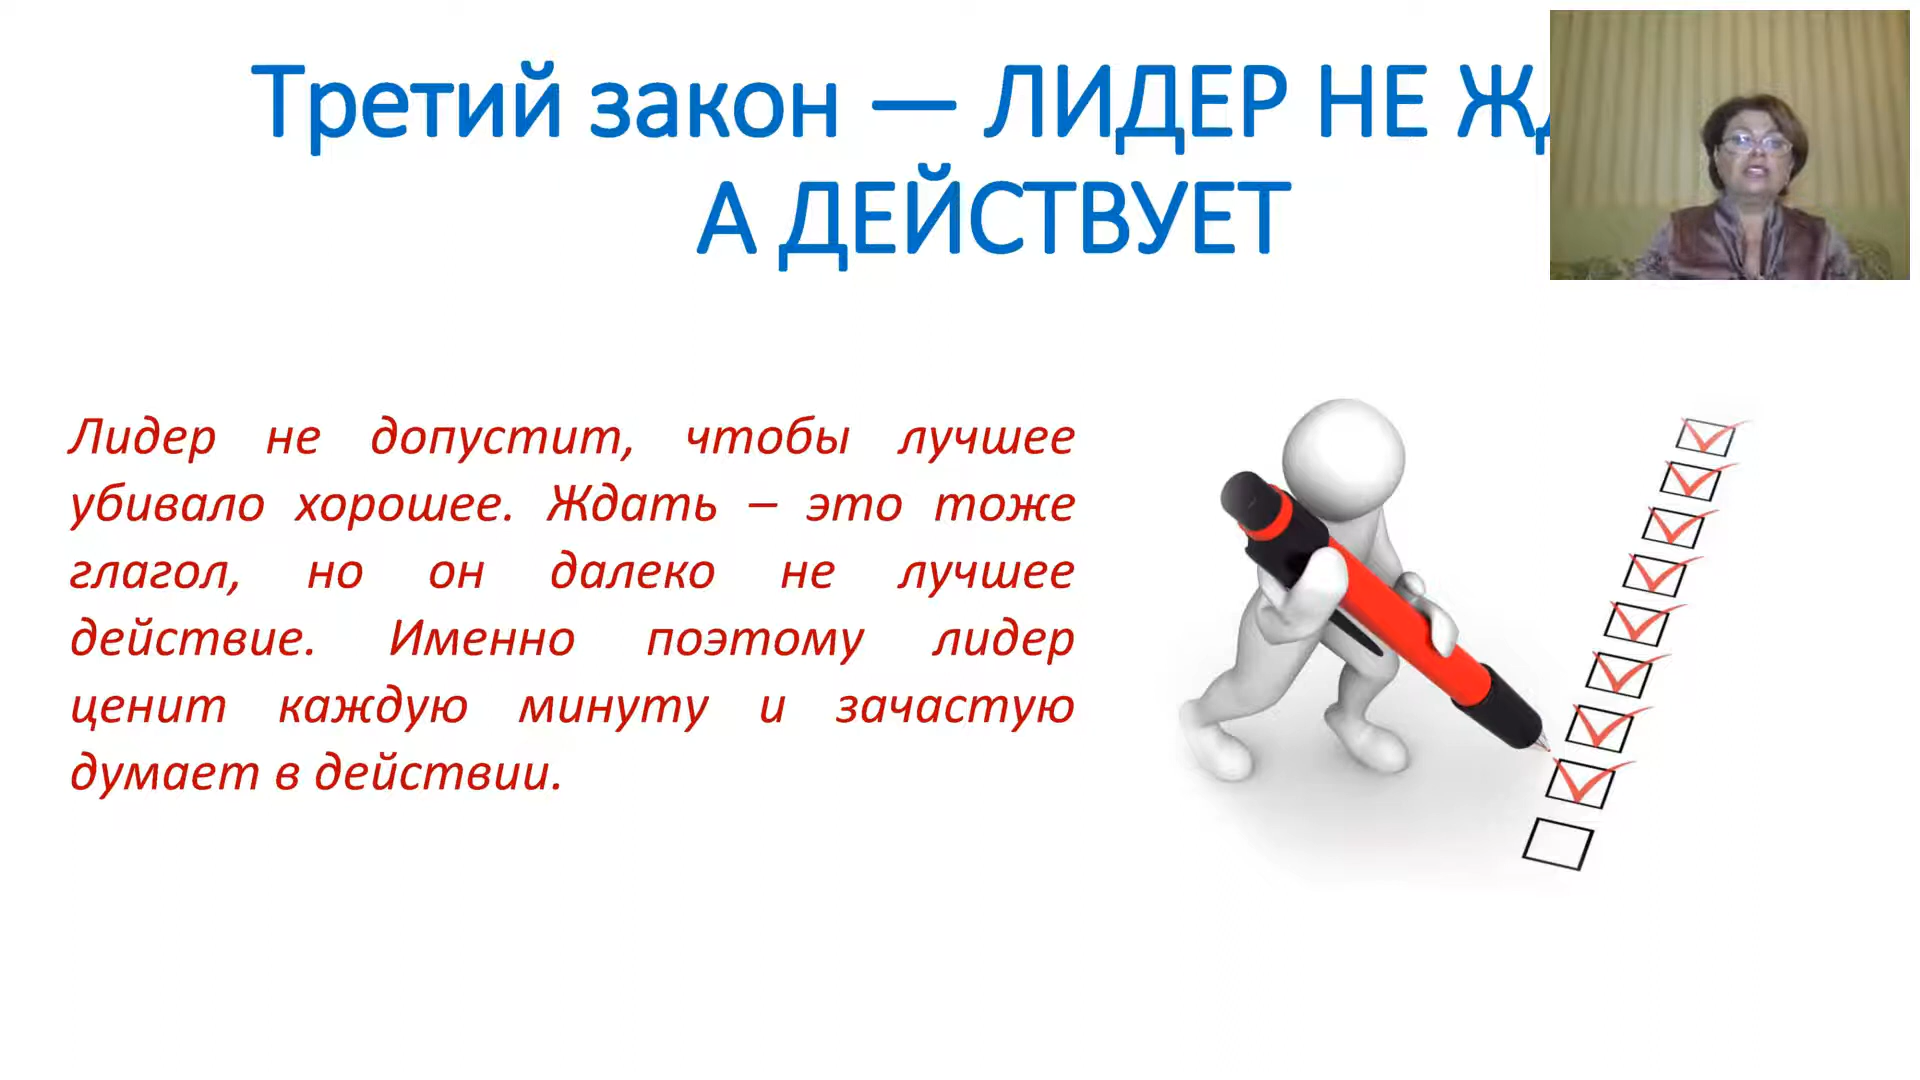 Третий закон — ЛИДЕР НЕ
А ДЕЙСТВУЕТ
Лидер не допустит, чтобы лучшее
убивало хорошее. Ждать – это тоже
глагол, но он далеко не лучшее
действие. Именно поэтому лидер
ценит каждую минуту и зачастую
думает в действии.